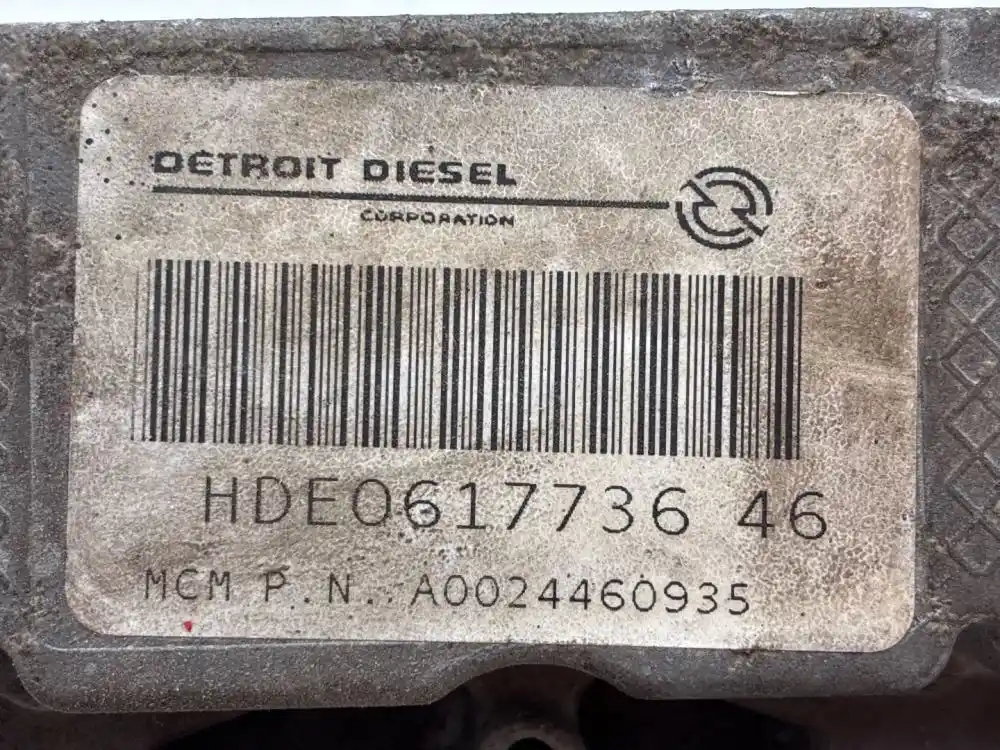 DETROIT DIESEL
CORPORATION
HDE0617736 46
MCM P.N.. A0024460935